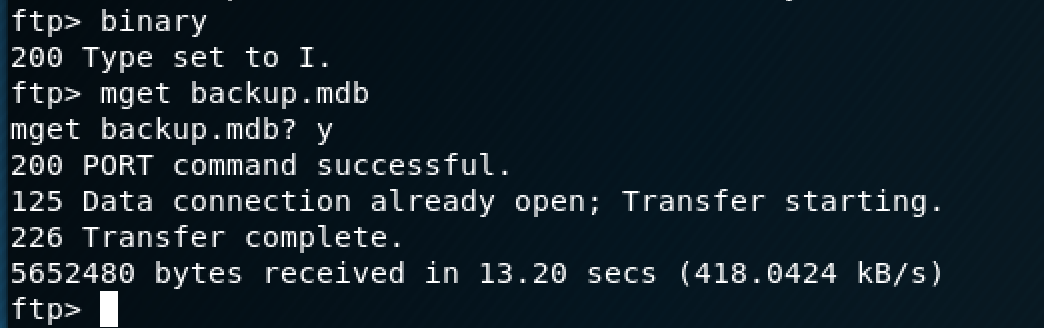 ftp> binary
200 Type set to I.
ftp> mget backup.mdb
mget backup.mdb? y
200 PORT command successful.
125 Data connection already open; Transfer starting.
226 Transfer complete.
5652480 bytes received in 13.20 secs (418.0424 kB/s)
ftp>